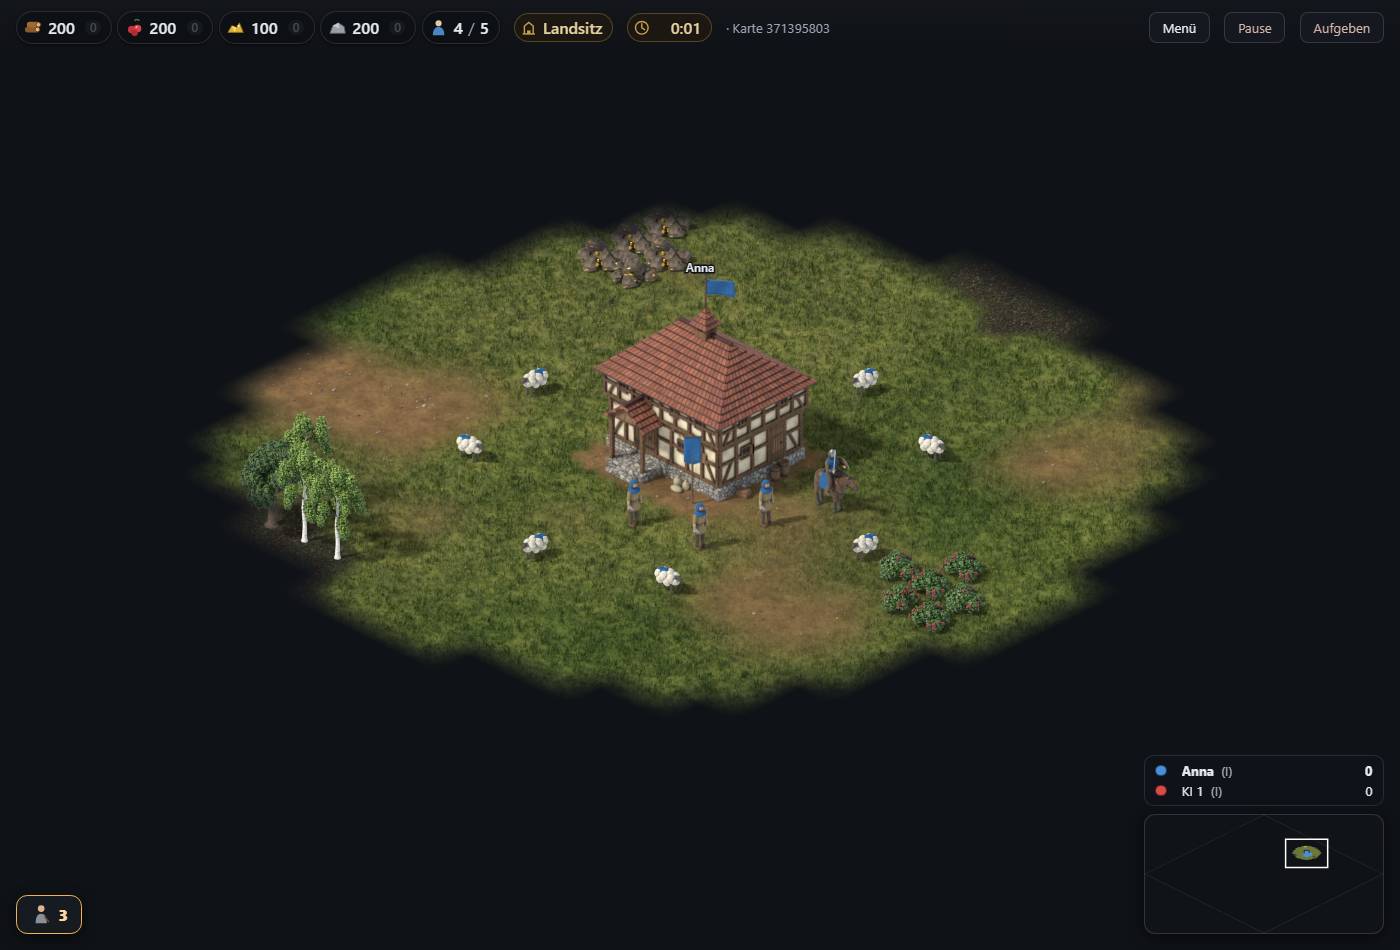 200 0 200 0 100 0 200 0 4 / 5 Landsitz 0:01 · Karte 371395803 Menü Pause Aufgeben
Anna
Anna (I) 0
KI 1 (I) 0
3